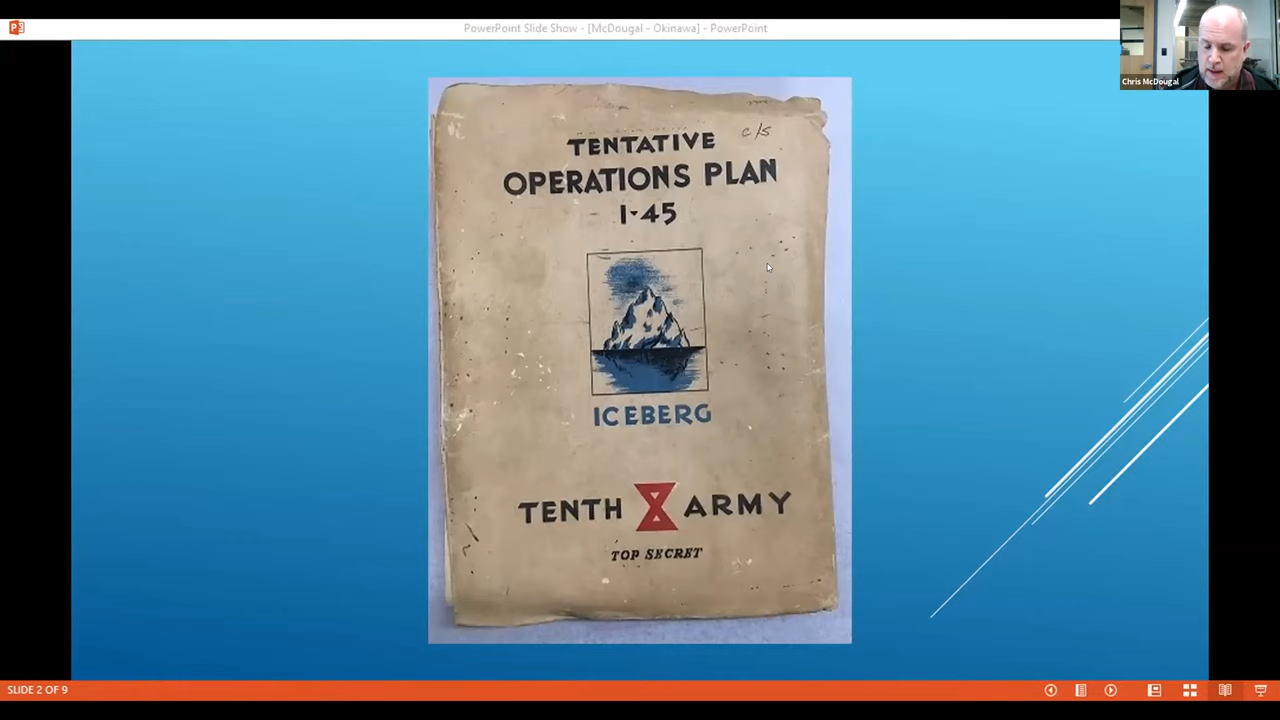 PowerPoint Slide Show - [McDougal - Okinawa] - PowerPoint
Chris McDougal
c/s
TENTATIVE
OPERATIONS PLAN
1-45
ICEBERG
TENTH ARMY
TOP SECRET
SLIDE 2 OF 9